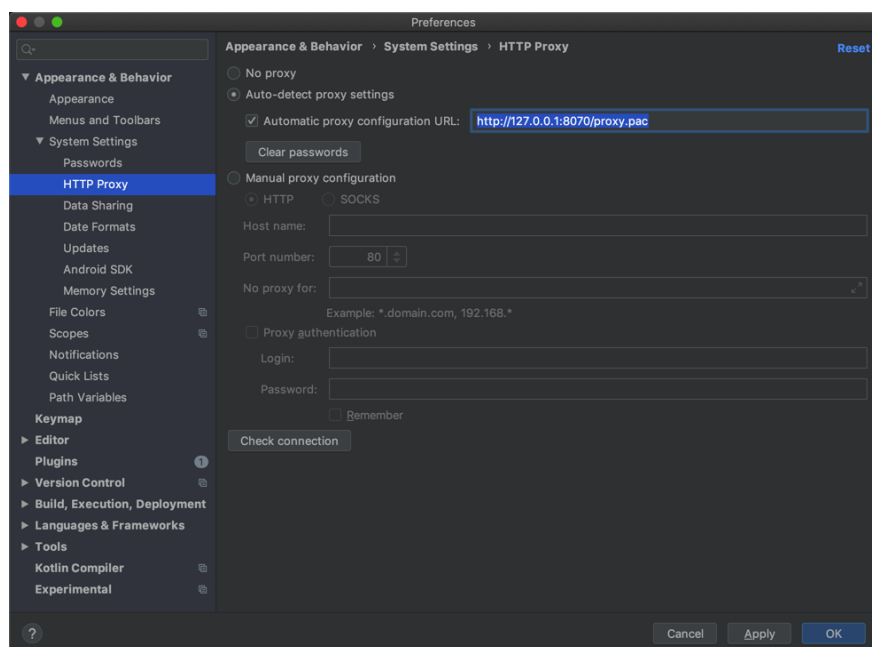 Preferences
Appearance & Behavior
Appearance
Menus and Toolbars
System Settings
Passwords
HTTP Proxy
Data Sharing
Date Formats
Updates
Android SDK
Memory Settings
File Colors
Scopes
Notifications
Quick Lists
Path Variables
Keymap
Editor
Plugins 1
Version Control
Build, Execution, Deployment
Languages & Frameworks
Tools
Kotlin Compiler
Experimental
Appearance & Behavior › System Settings › HTTP Proxy Reset
No proxy
Auto-detect proxy settings
Automatic proxy configuration URL: http://127.0.0.1:8070/proxy.pac
Clear passwords
Manual proxy configuration
HTTP SOCKS
Host name:
Port number: 80
No proxy for:
Example: *.domain.com, 192.168.*
Proxy authentication
Login:
Password:
Remember
Check connection
? Cancel Apply OK